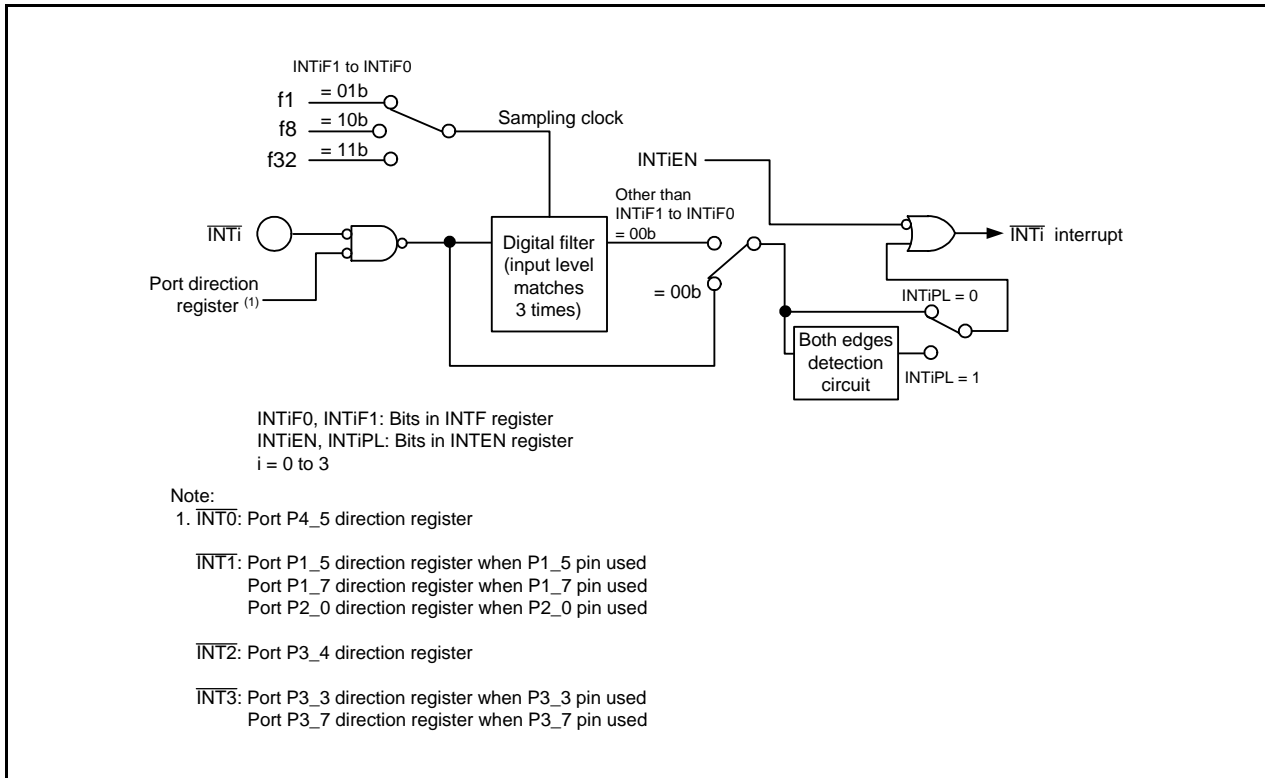 INTiF1 to INTiF0
f1
= 01b
f8
= 10b
f32
= 11b
Sampling clock
INTiEN
Other than
INTiF1 to INTiF0
= 00b
INTi
Digital filter
(input level
matches
3 times)
= 00b
INTi interrupt
Port direction
register (1)
INTiPL = 0
Both edges
detection
circuit
INTiPL = 1
INTiF0, INTiF1: Bits in INTF register
INTiEN, INTiPL: Bits in INTEN register
i = 0 to 3
Note:
1. INT0: Port P4_5 direction register
INT1: Port P1_5 direction register when P1_5 pin used
Port P1_7 direction register when P1_7 pin used
Port P2_0 direction register when P2_0 pin used
INT2: Port P3_4 direction register
INT3: Port P3_3 direction register when P3_3 pin used
Port P3_7 direction register when P3_7 pin used